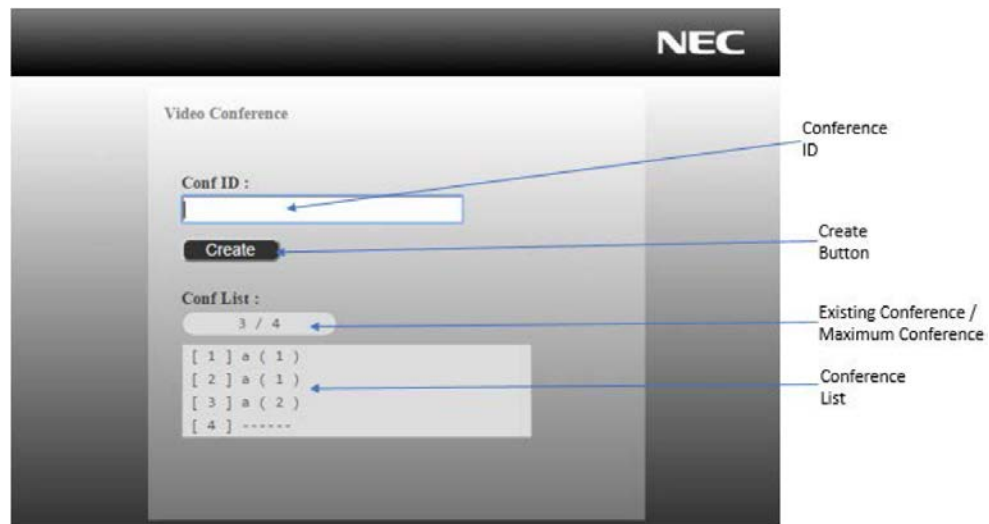 NEC
Video Conference
Conf ID :
Create
Conf List :
3 / 4
[ 1 ] a ( 1 )
[ 2 ] a ( 1 )
[ 3 ] a ( 2 )
[ 4 ] ------
Conference
ID
Create
Button
Existing Conference /
Maximum Conference
Conference
List